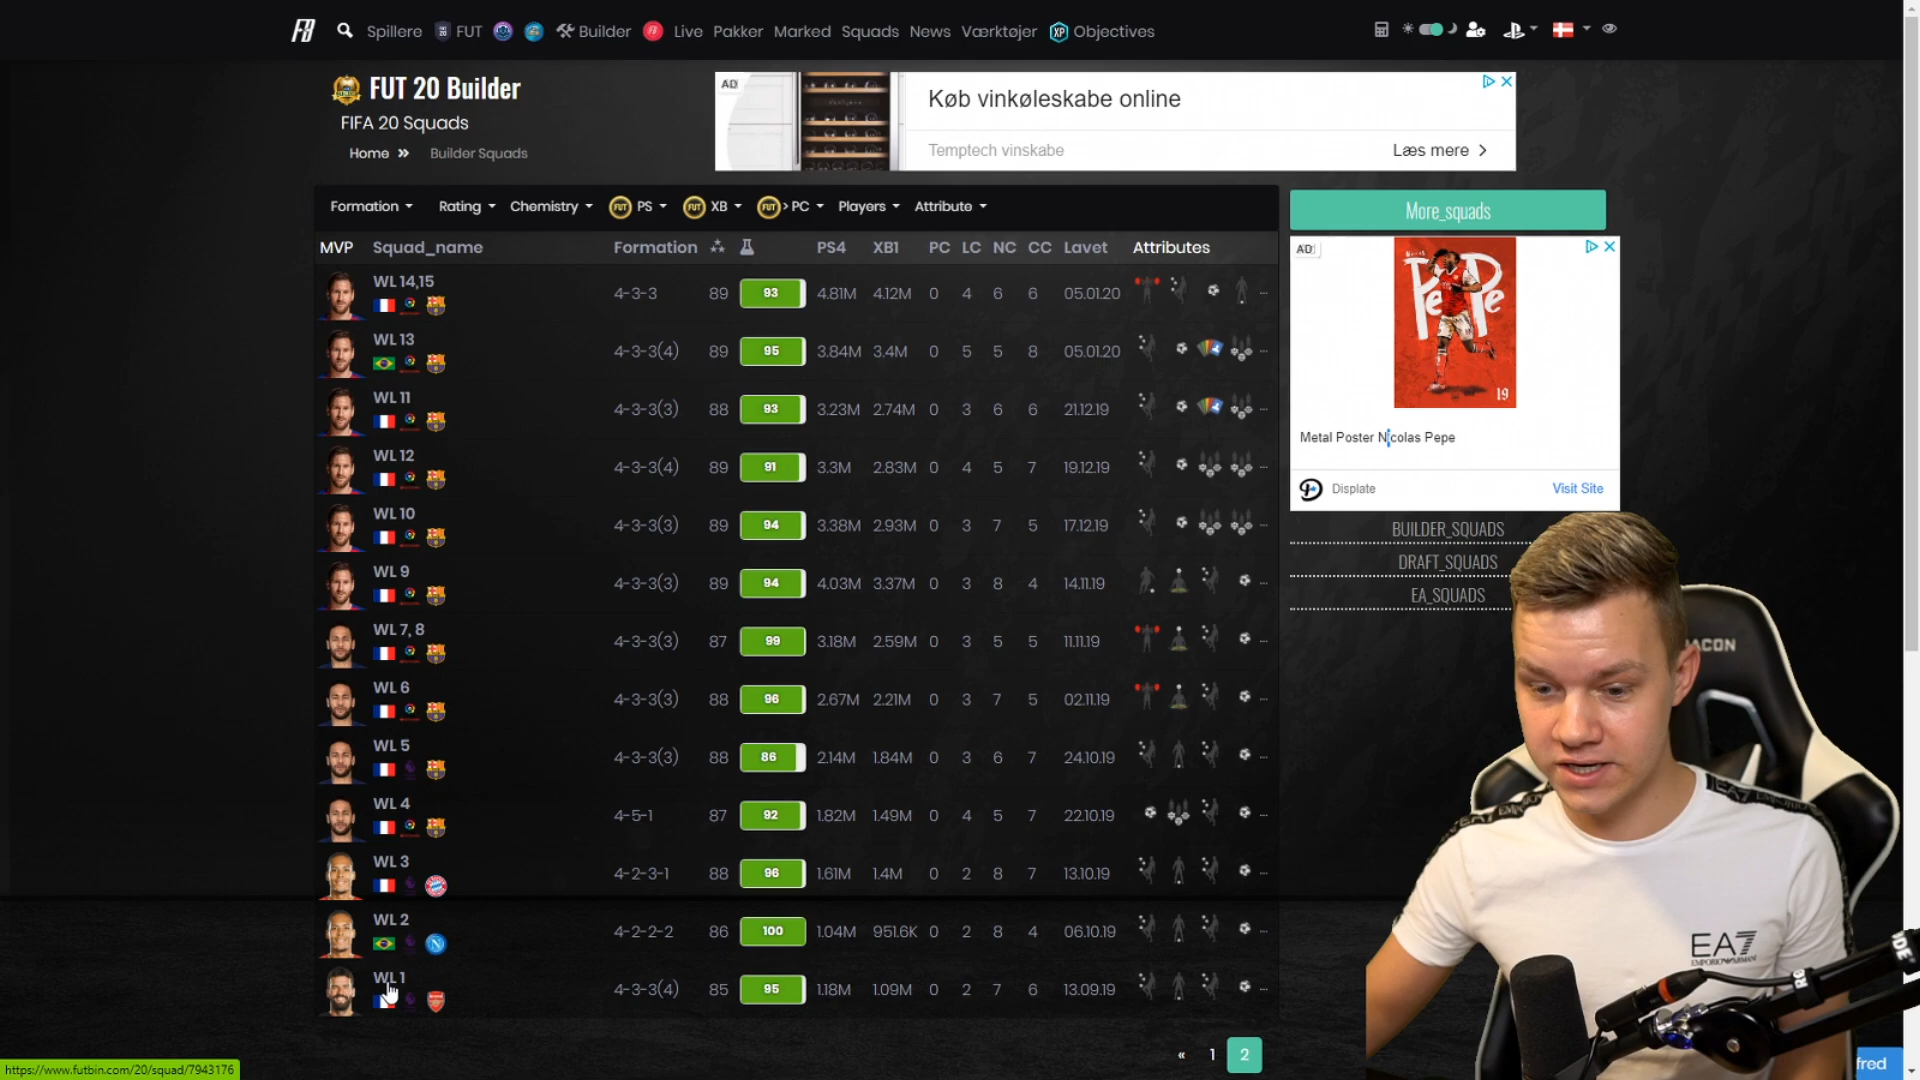 Spillere FUT Builder Live Pakker Marked Squads News Værktøjer XP Objectives
FUT 20 Builder
FIFA 20 Squads
Home » Builder Squads
AD
Køb vinkøleskabe online
Temptech vinskabe
Læs mere >
Formation Rating Chemistry FUT PS FUT XB FUT > PC Players Attribute
MVP Squad_name Formation PS4 XB1 PC LC NC CC Lavet Attributes
WL 14,15 4-3-3 89 93 4.81M 4.12M 0 4 6 6 05.01.20
WL 13 4-3-3(4) 89 95 3.84M 3.4M 0 5 5 8 05.01.20
WL 11 4-3-3(3) 88 93 3.23M 2.74M 0 3 6 6 21.12.19
WL 12 4-3-3(4) 89 91 3.3M 2.83M 0 4 5 7 19.12.19
WL 10 4-3-3(3) 89 94 3.38M 2.93M 0 3 7 5 17.12.19
WL 9 4-3-3(3) 89 94 4.03M 3.37M 0 3 8 4 14.11.19
WL 7, 8 4-3-3(3) 87 99 3.18M 2.59M 0 3 5 5 11.11.19
WL 6 4-3-3(3) 88 96 2.67M 2.21M 0 3 7 5 02.11.19
WL 5 4-3-3(3) 88 86 2.14M 1.84M 0 3 6 7 24.10.19
WL 4 4-5-1 87 92 1.82M 1.49M 0 4 5 7 22.10.19
WL 3 4-2-3-1 88 96 1.61M 1.4M 0 2 8 7 13.10.19
WL 2 4-2-2-2 86 100 1.04M 951.6K 0 2 8 4 06.10.19
WL 1 4-3-3(4) 85 95 1.18M 1.09M 0 2 7 6 13.09.19
« 1 2
More_squads
AD
PePe
19
Metal Poster Nicolas Pepe
Displate Visit Site
BUILDER_SQUADS
DRAFT_SQUADS
EA_SQUADS
ACON
EA7
EMPORIO ARMANI
RØDE
fred
https://www.futbin.com/20/squad/7943176